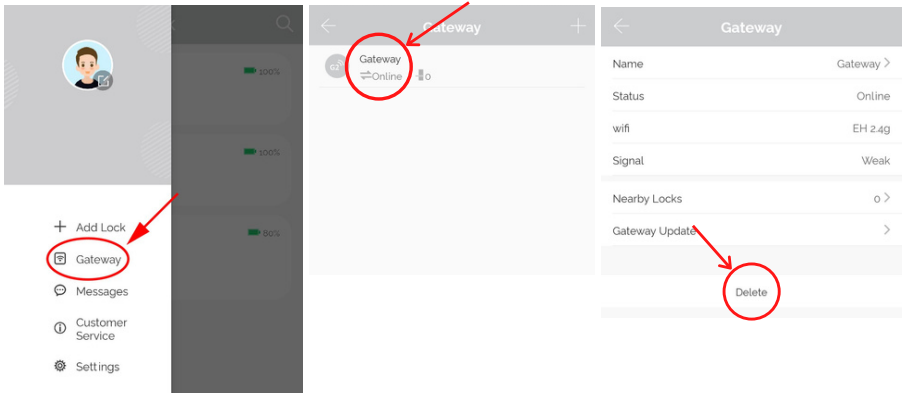 100%
100%
80%
Add Lock
Gateway
Messages
Customer
Service
Settings
Gateway
Gateway
G2
Online 0
Gateway
Name Gateway
Status Online
wifi EH 2.4g
Signal Weak
Nearby Locks 0
Gateway Update
Delete